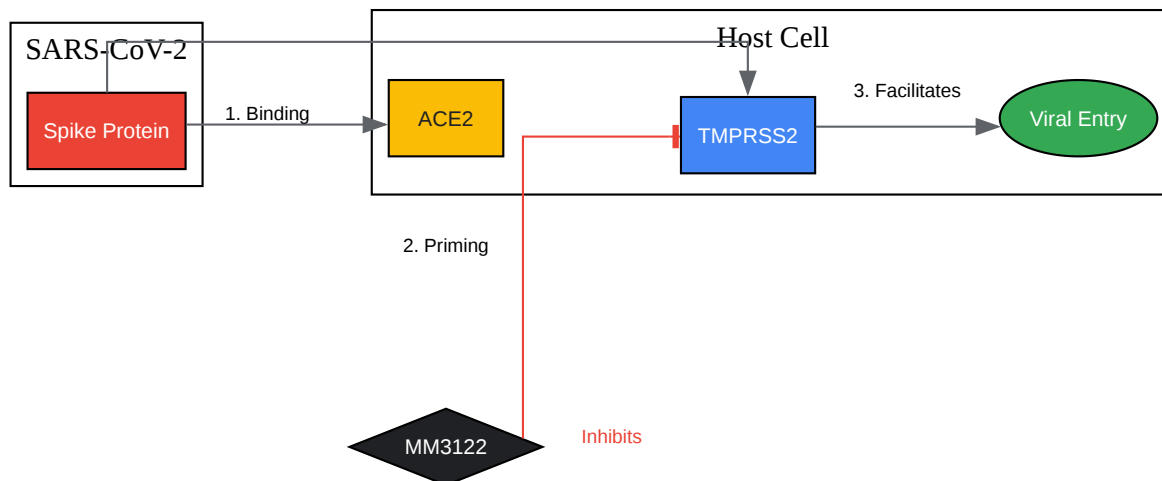 SARS-CoV-2
Host Cell
Spike Protein
1. Binding
ACE2
TMPRSS2
3. Facilitates
Viral Entry
2. Priming
MM3122
Inhibits